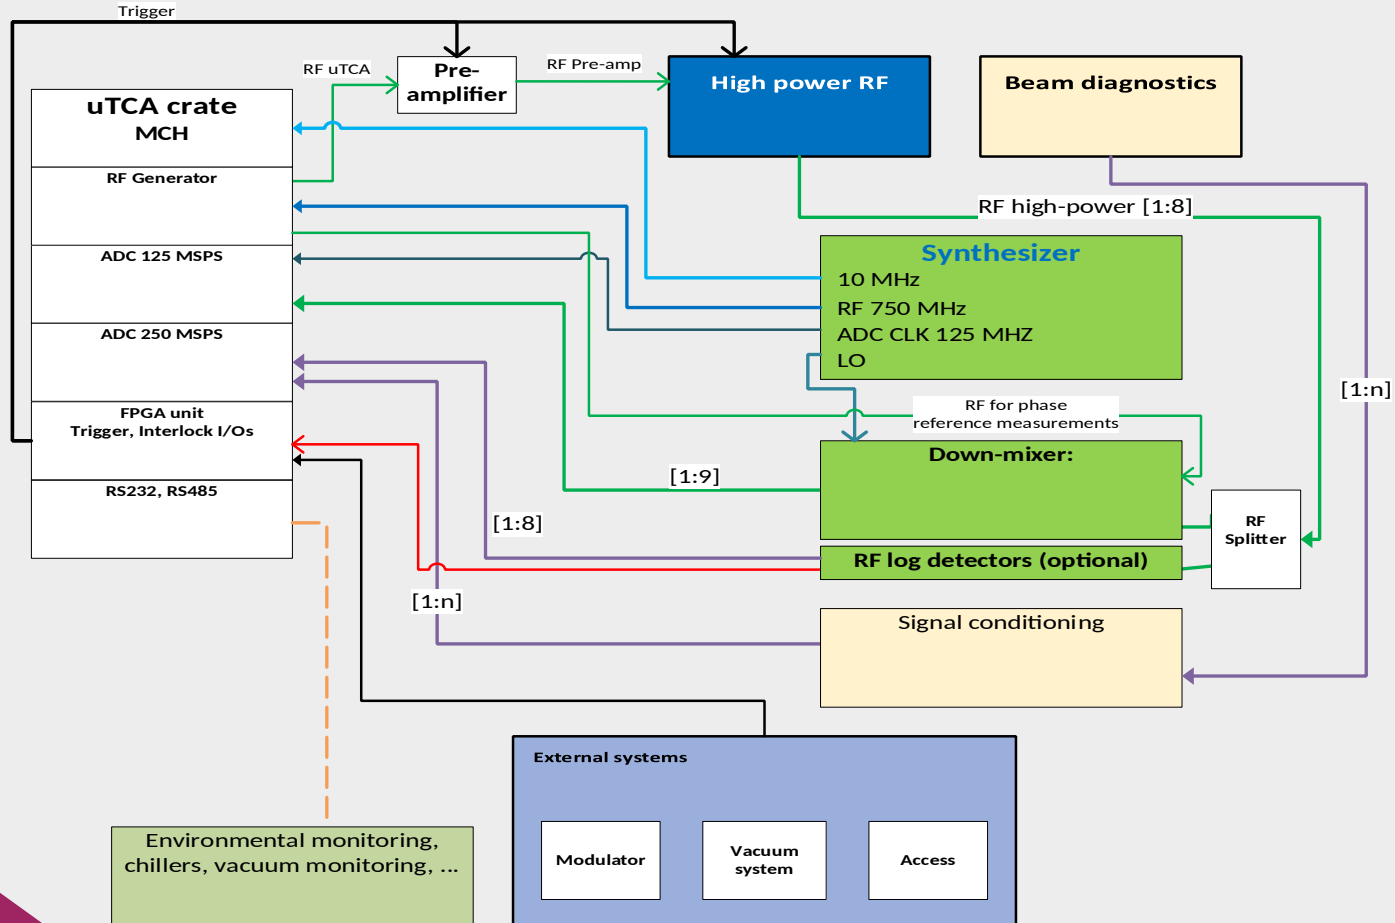 Trigger
RF uTCA
Pre-
amplifier
RF Pre-amp
High power RF
Beam diagnostics
uTCA crate
MCH
RF Generator
ADC 125 MSPS
ADC 250 MSPS
FPGA unit
Trigger, Interlock I/Os
RS232, RS485
RF high-power [1:8]
Synthesizer
10 MHz
RF 750 MHz
ADC CLK 125 MHZ
LO
[1:n]
RF for phase
reference measurements
Down-mixer:
[1:9]
[1:8]
RF
Splitter
RF log detectors (optional)
[1:n]
Signal conditioning
External systems
Modulator
Vacuum
system
Access
Environmental monitoring,
chillers, vacuum monitoring, ...